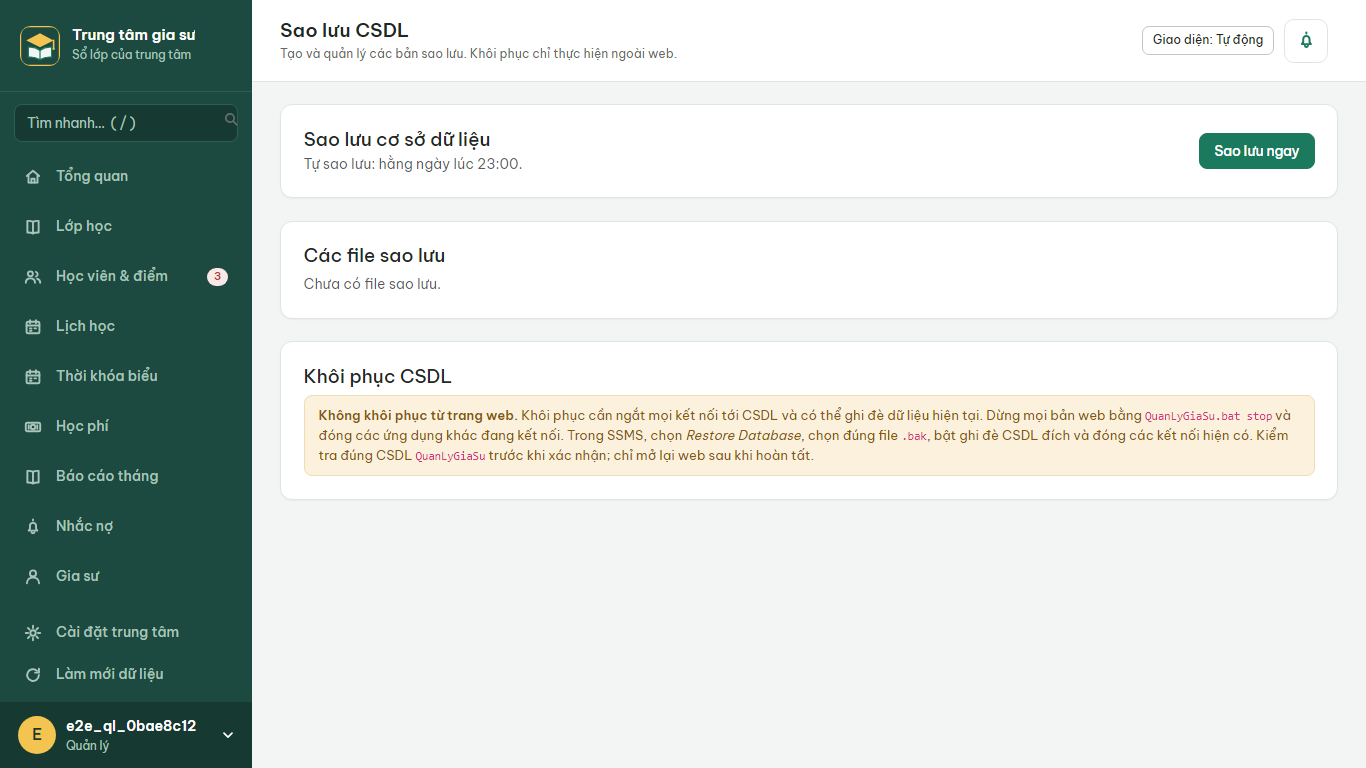 Trung tâm gia sư
Sổ lớp của trung tâm
Tìm nhanh... ( / )
Tổng quan
Lớp học
Học viên & điểm
3
Lịch học
Thời khóa biểu
Học phí
Báo cáo tháng
Nhắc nợ
Gia sư
Cài đặt trung tâm
Làm mới dữ liệu
E
e2e_ql_0bae8c12
Quản lý
Sao lưu CSDL
Tạo và quản lý các bản sao lưu. Khôi phục chỉ thực hiện ngoài web.
Giao diện: Tự động
Sao lưu cơ sở dữ liệu
Tự sao lưu: hằng ngày lúc 23:00.
Sao lưu ngay
Các file sao lưu
Chưa có file sao lưu.
Khôi phục CSDL
Không khôi phục từ trang web. Khôi phục cần ngắt mọi kết nối tới CSDL và có thể ghi đè dữ liệu hiện tại. Dừng mọi bản web bằng QuanLyGiaSu.bat stop và
đóng các ứng dụng khác đang kết nối. Trong SSMS, chọn Restore Database, chọn đúng file .bak, bật ghi đè CSDL đích và đóng các kết nối hiện có. Kiểm
tra đúng CSDL QuanLyGiaSu trước khi xác nhận; chỉ mở lại web sau khi hoàn tất.